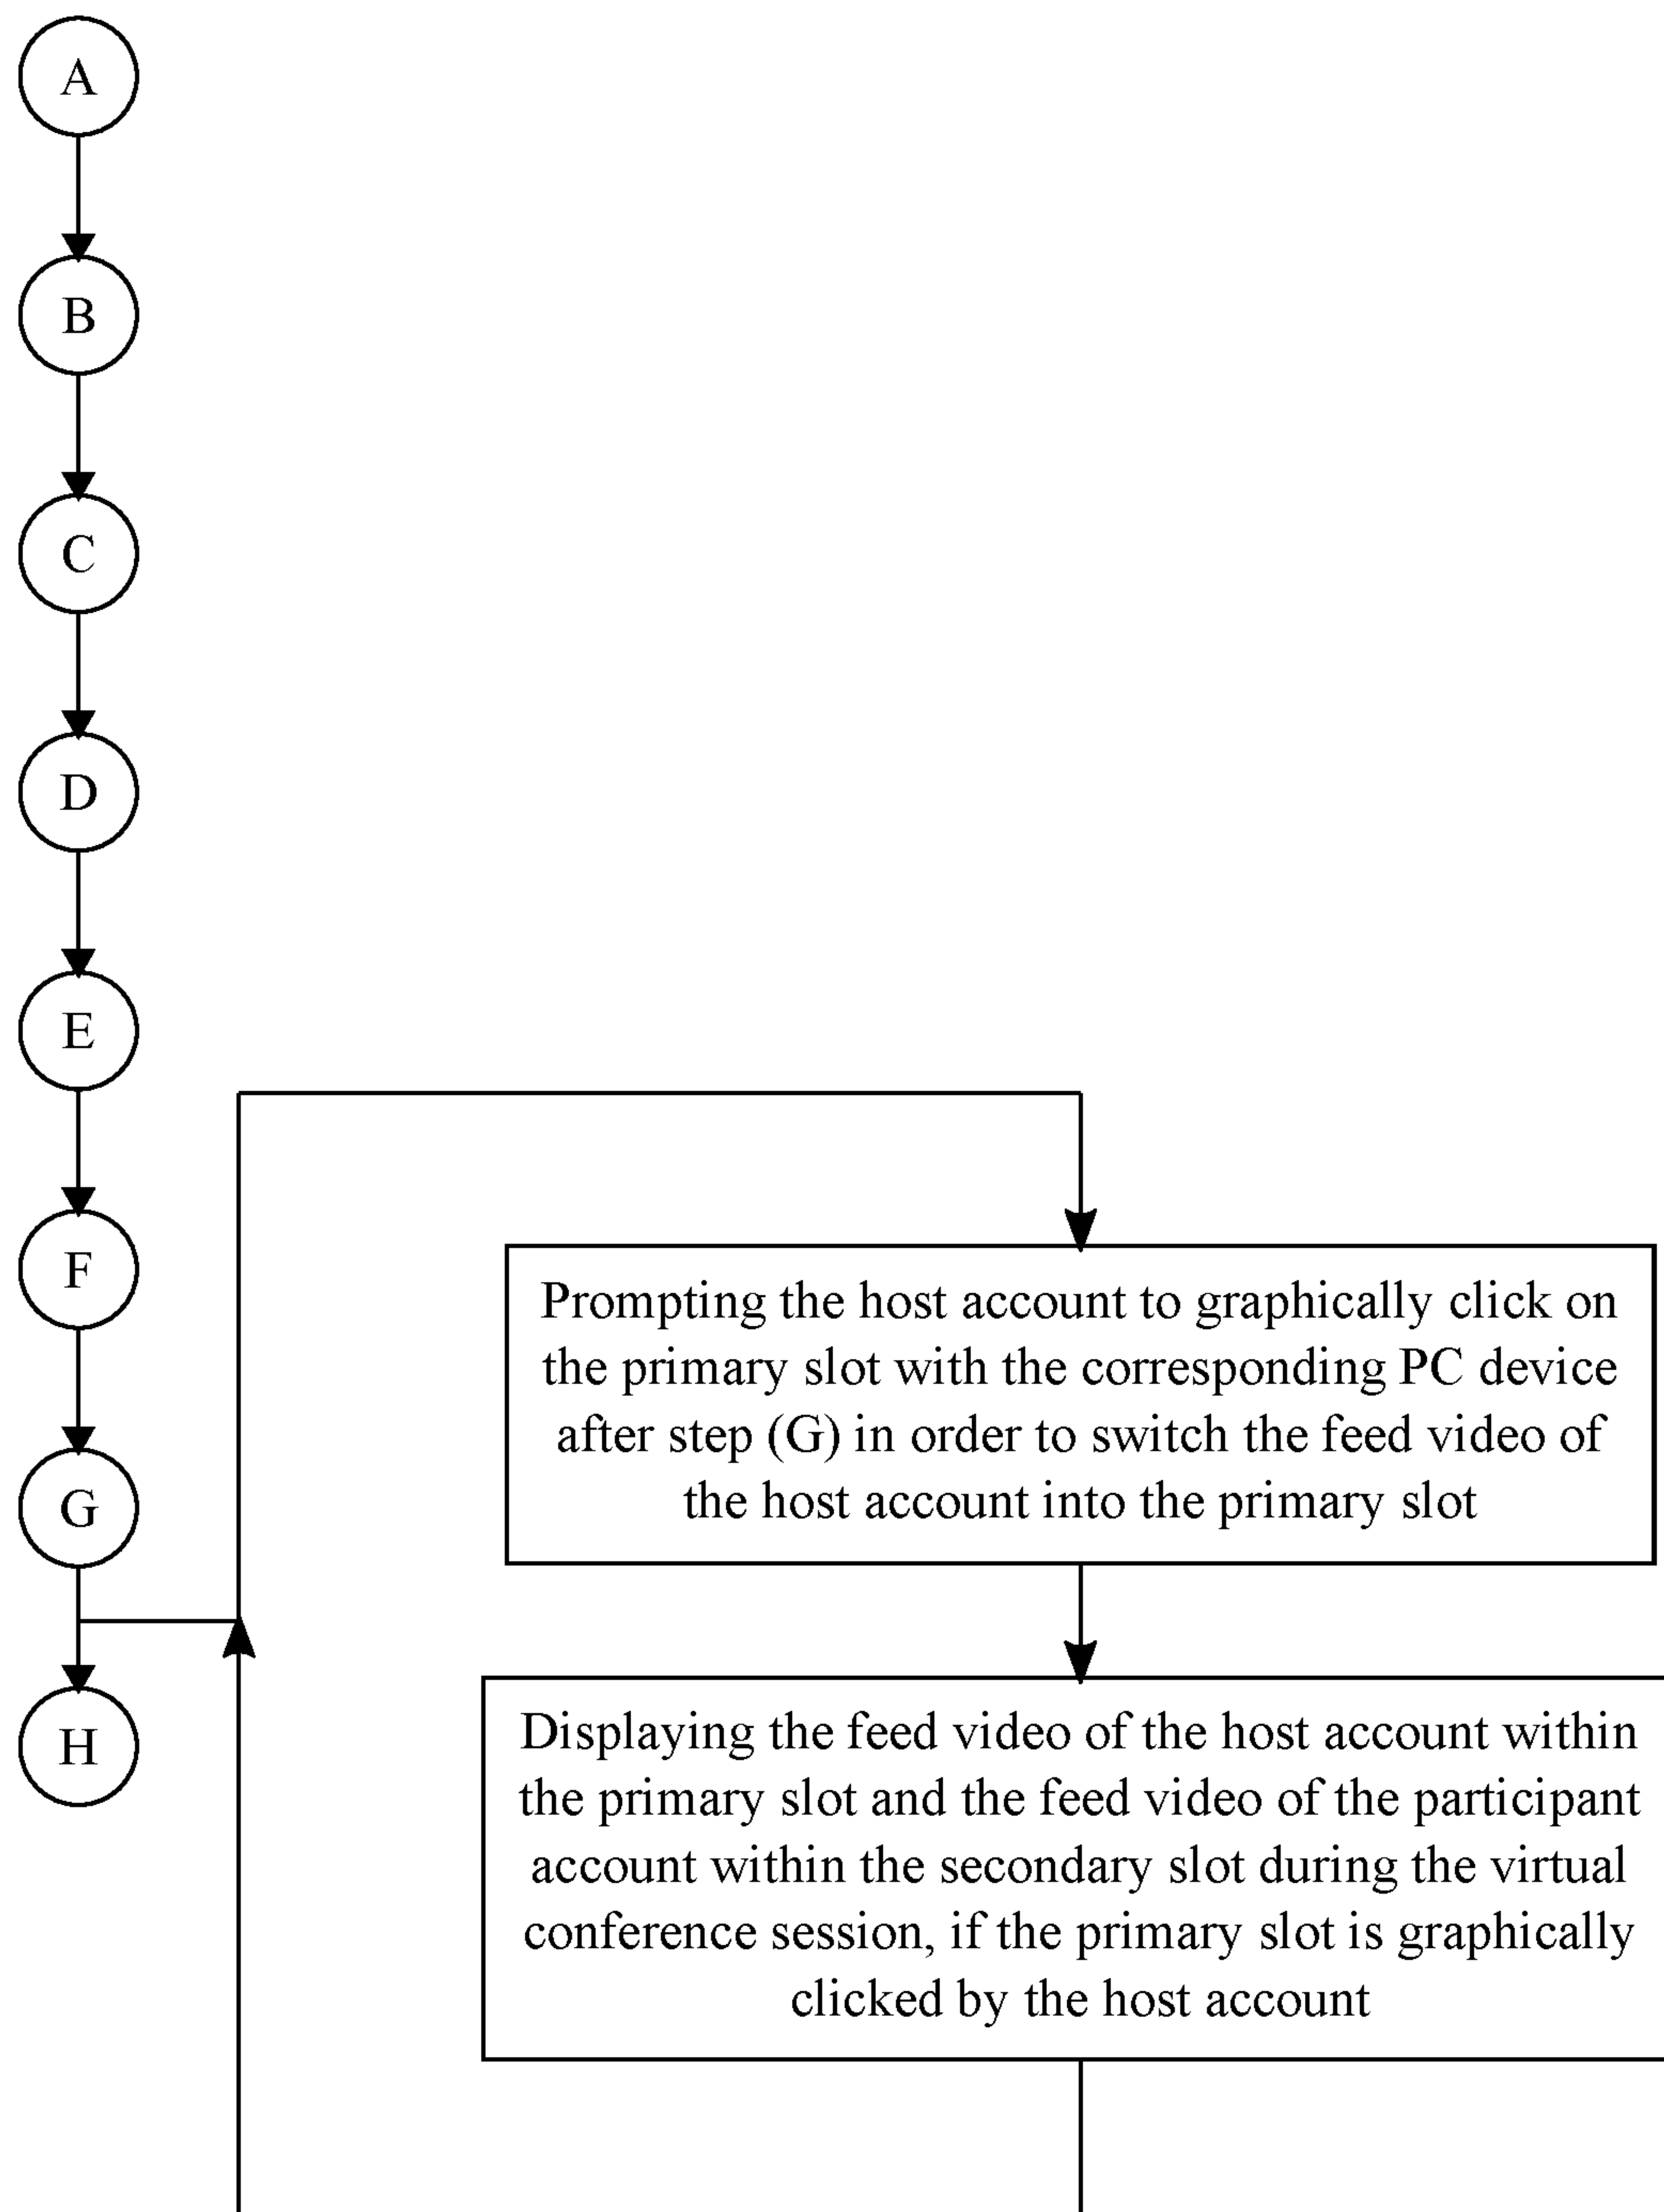 A
B
C
D
E
F
G
H
Prompting the host account to graphically click on
the primary slot with the corresponding PC device
after step (G) in order to switch the feed video of
the host account into the primary slot
Displaying the feed video of the host account within
the primary slot and the feed video of the participant
account within the secondary slot during the virtual
conference session, if the primary slot is graphically
clicked by the host account